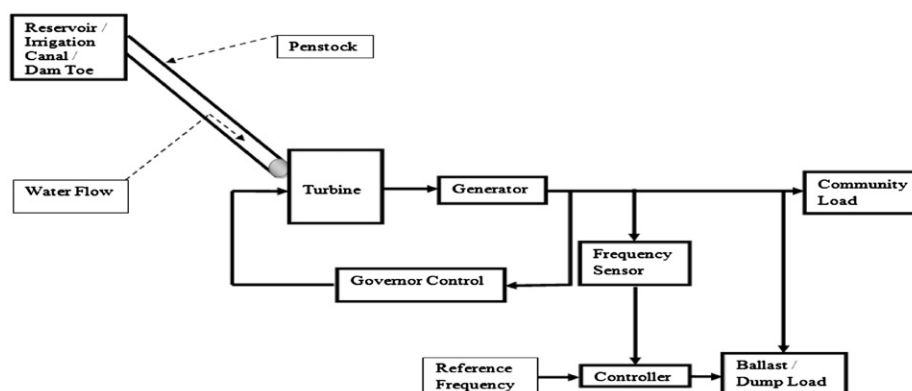 Reservoir /
Irrigation
Canal /
Dam Toe
Penstock
Water Flow
Turbine
Generator
Community
Load
Frequency
Sensor
Governor Control
Reference
Frequency
Controller
Ballast /
Dump Load